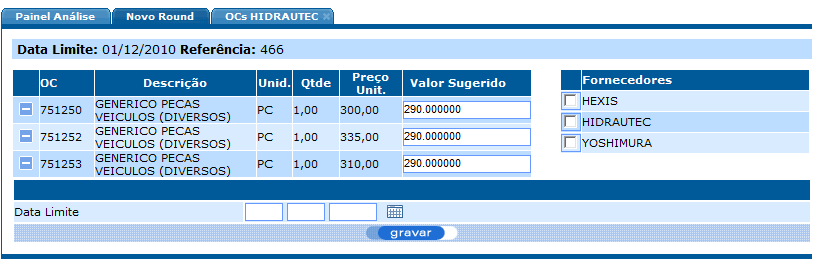 Painel Análise Novo Round OCs HIDRAUTEC ×
Data Limite: 01/12/2010 Referência: 466
OC Descrição Unid. Qtde Preço Unit. Valor Sugerido
751250 GENERICO PECAS VEICULOS (DIVERSOS) PC 1,00 300,00 290.000000
751252 GENERICO PECAS VEICULOS (DIVERSOS) PC 1,00 335,00 290.000000
751253 GENERICO PECAS VEICULOS (DIVERSOS) PC 1,00 310,00 290.000000
Fornecedores
HEXIS
HIDRAUTEC
YOSHIMURA
Data Limite
gravar